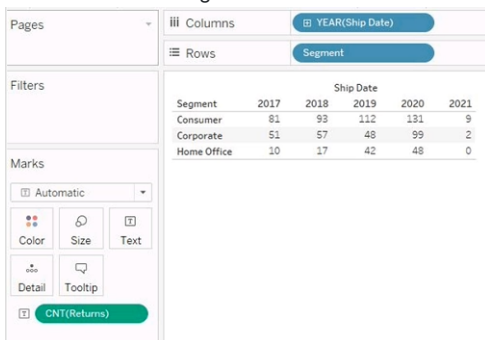 Pages
iii Columns
YEAR(Ship Date)
Rows
Segment
Filters
Ship Date
Segment 2017 2018 2019 2020 2021
Consumer 81 93 112 131 9
Corporate 51 57 48 99 2
Home Office 10 17 42 48 0
Marks
T Automatic
Color Size Text
Detail Tooltip
T CNT(Returns)